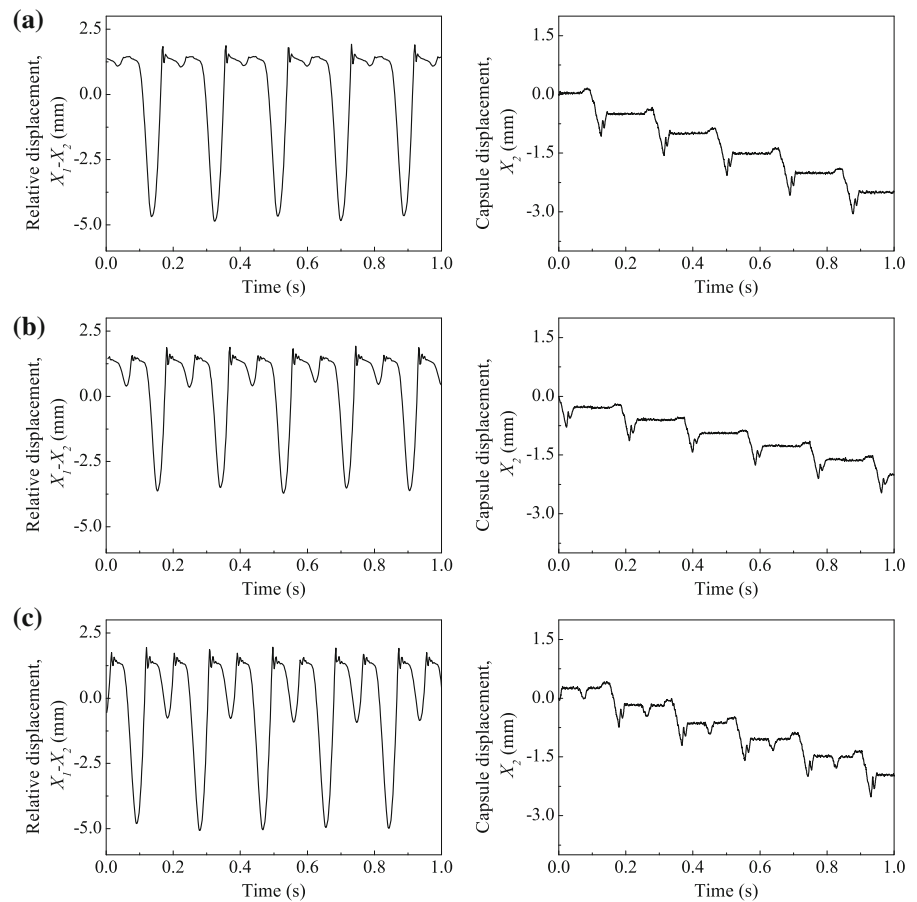 (a)
2.5
0.0
-2.5
-5.0
Relative displacement,
X1-X2 (mm)
0.0 0.2 0.4 0.6 0.8 1.0
Time (s)
1.5
0.0
-1.5
-3.0
Capsule displacement,
X2 (mm)
0.0 0.2 0.4 0.6 0.8 1.0
Time (s)
(b)
2.5
0.0
-2.5
-5.0
Relative displacement,
X1-X2 (mm)
0.0 0.2 0.4 0.6 0.8 1.0
Time (s)
1.5
0.0
-1.5
-3.0
Capsule displacement,
X2 (mm)
0.0 0.2 0.4 0.6 0.8 1.0
Time (s)
(c)
2.5
0.0
-2.5
-5.0
Relative displacement,
X1-X2 (mm)
0.0 0.2 0.4 0.6 0.8 1.0
Time (s)
1.5
0.0
-1.5
-3.0
Capsule displacement,
X2 (mm)
0.0 0.2 0.4 0.6 0.8 1.0
Time (s)